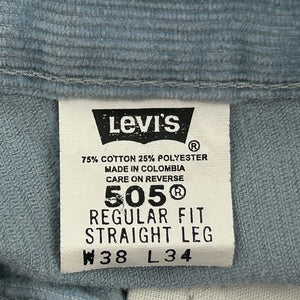 LEVI'S
®
75% COTTON 25% POLYESTER
MADE IN COLOMBIA
CARE ON REVERSE
505®
REGULAR FIT
STRAIGHT LEG
W38 L34